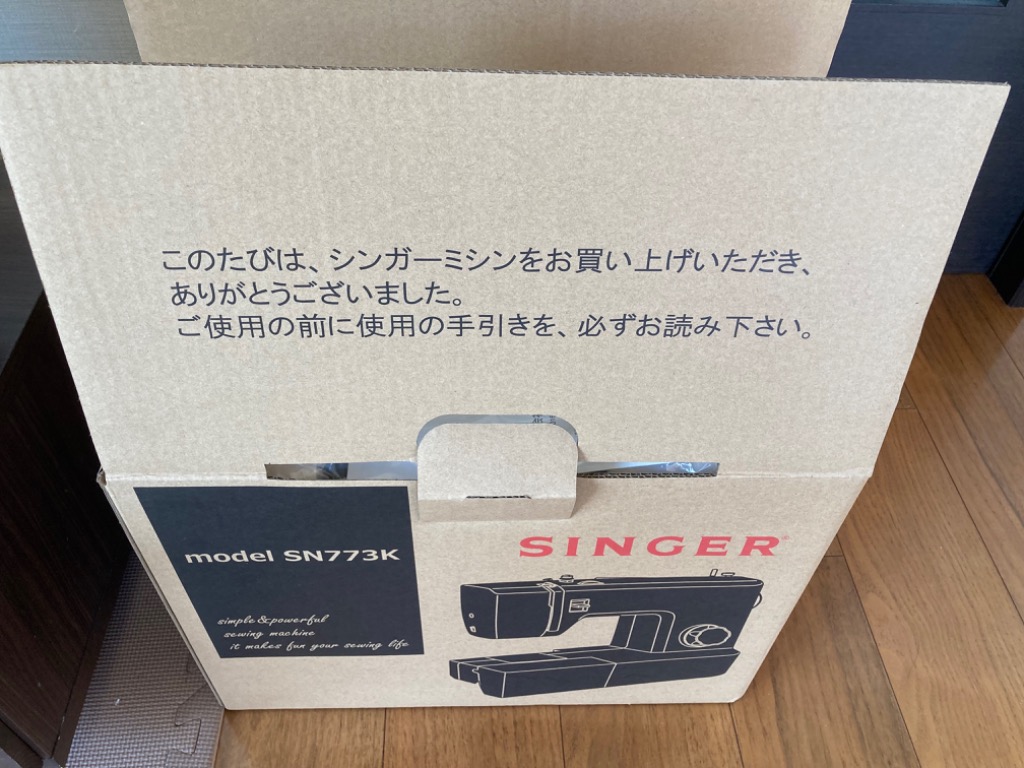 このたびは、シンガーミシンをお買い上げいただき、
ありがとうございました。
ご使用の前に使用の手引きを、必ずお読み下さい。
model SN773K
simple & powerful
sewing machine
it makes fun your sewing life
SINGER®